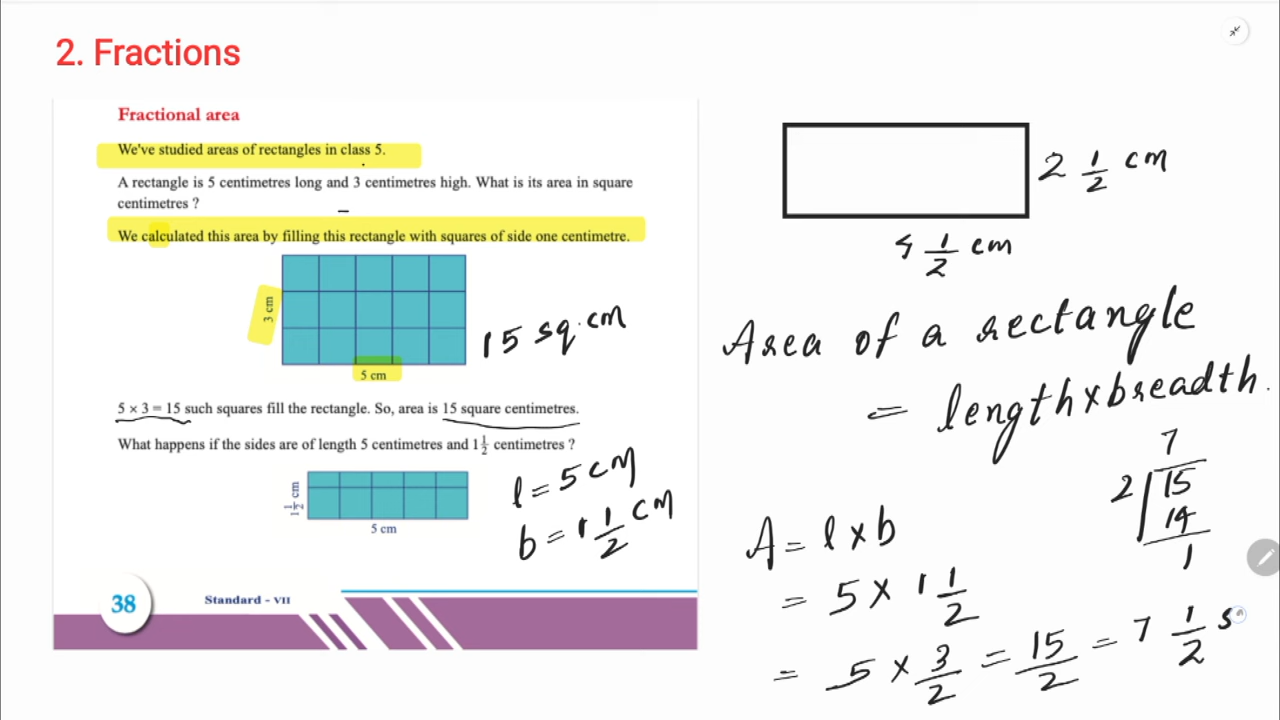 2. Fractions
Fractional area
We've studied areas of rectangles in class 5.
A rectangle is 5 centimetres long and 3 centimetres high. What is its area in square
centimetres ?
We calculated this area by filling this rectangle with squares of side one centimetre.
3 cm
5 cm
15 sq.cm
5 × 3 = 15 such squares fill the rectangle. So, area is 15 square centimetres.
What happens if the sides are of length 5 centimetres and 1 1/2 centimetres ?
1 1/2 cm
5 cm
l = 5 cm
b = 1 1/2 cm
38
Standard - VII
2 1/2 cm
5 1/2 cm
Area of a rectangle
= length × breadth.
A = l × b
= 5 × 1 1/2
= 5 × 3/2 = 15/2 = 7 1/2 s
7
2 15
14
1